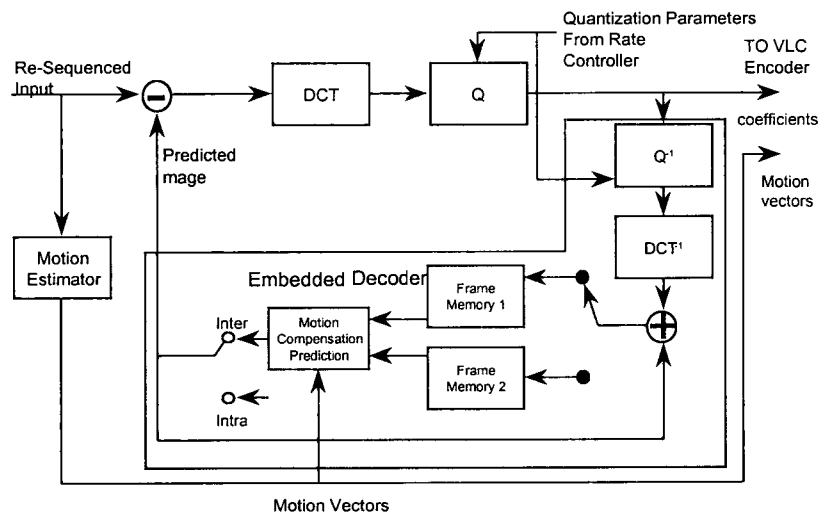 Quantization Parameters
From Rate
Controller
TO VLC
Encoder
Re-Sequenced
Input
DCT
Q
coefficients
Predicted
mage
Q-1
Motion
vectors
Motion
Estimator
DCT-1
Embedded Decoder
Frame
Memory 1
Inter
Motion
Compensation
Prediction
Frame
Memory 2
Intra
Motion Vectors